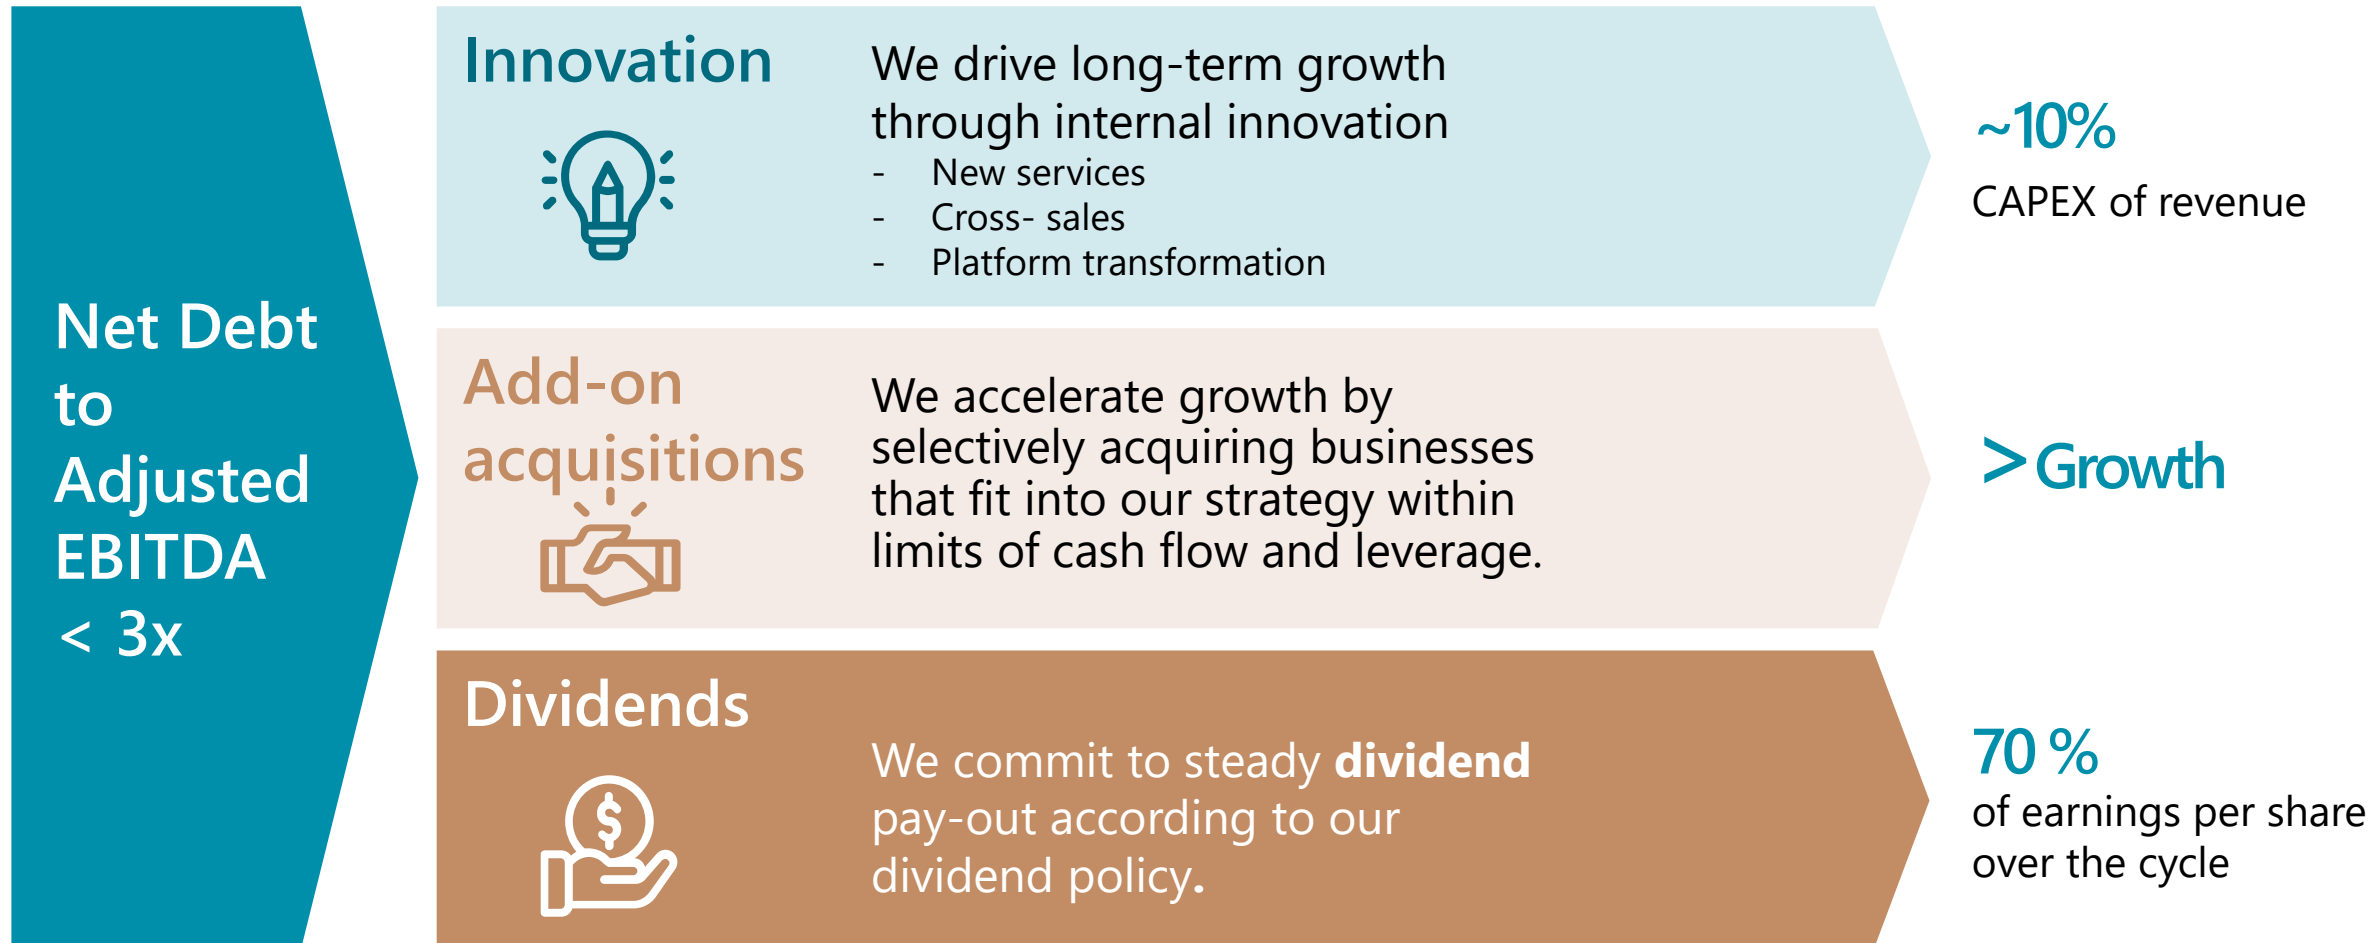 Net Debt
to
Adjusted
EBITDA
< 3x
Innovation
We drive long-term growth
through internal innovation
- New services
- Cross- sales
- Platform transformation
~10%
CAPEX of revenue
Add-on
acquisitions
We accelerate growth by
selectively acquiring businesses
that fit into our strategy within
limits of cash flow and leverage.
> Growth
Dividends
We commit to steady dividend
pay-out according to our
dividend policy.
70 %
of earnings per share
over the cycle